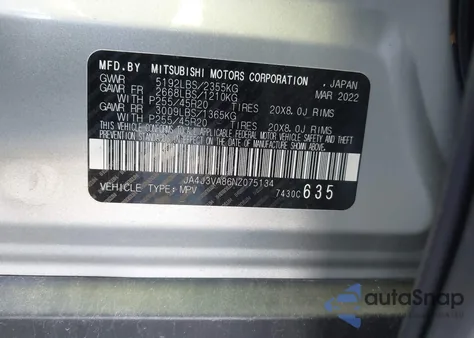 MFD.BY MITSUBISHI MOTORS CORPORATION, JAPAN
GVWR 5192LBS/2355KG MAR 2022
GAWR FR 2668LBS/1210KG
WITH P255/45R20 TIRES 20X8.0J RIMS
GAWR RR 3009LBS/1365KG
WITH P255/45R20 TIRES 20X8.0J RIMS
THIS VEHICLE CONFORMS TO ALL APPLICABLE FEDERAL MOTOR VEHICLE SAFETY AND THEFT PREVENTION STANDARDS IN EFFECT ON THE DATE OF MANUFACTURE SHOWN ABOVE.
JA4J3VA86NZ075134
VEHICLE TYPE: MPV 7430C 635
autoSnap